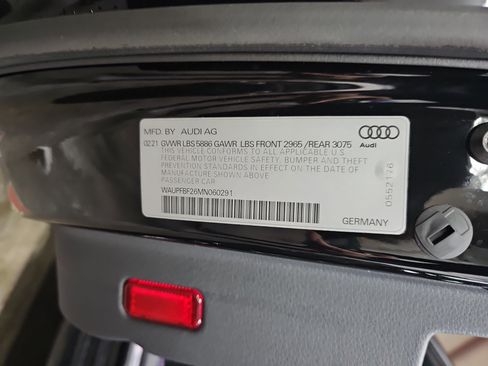 MFD. BY AUDI AG
02.21 GVWR LBS 5886 GAWR LBS FRONT 2965 /REAR 3075
THIS VEHICLE CONFORMS TO ALL APPLICABLE U.S.
FEDERAL MOTOR VEHICLE SAFETY, BUMPER AND THEFT
PREVENTION STANDARDS IN EFFECT ON THE DATE OF
MANUFACTURE SHOWN ABOVE
PASSENGER CAR
WAUPFBF26MN060291
Audi
0552176
GERMANY